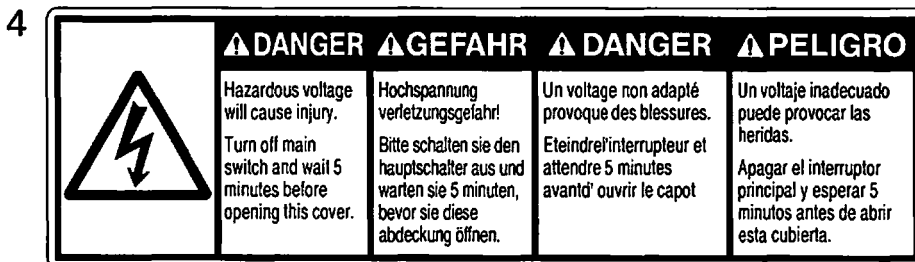 4
⚠DANGER
Hazardous voltage
will cause injury.
Turn off main
switch and wait 5
minutes before
opening this cover.
⚠GEFAHR
Hochspannung
verletzungsgefahr!
Bitte schalten sie den
hauptschalter aus und
warten sie 5 minuten,
bevor sie diese
abdeckung öffnen.
⚠DANGER
Un voltage non adapté
provoque des blessures.
Eteindrel'interrupteur et
attendre 5 minutes
avantd' ouvrir le capot
⚠PELIGRO
Un voltaje inadecuado
puede provocar las
heridas.
Apagar el interruptor
principal y esperar 5
minutos antes de abrir
esta cubierta.